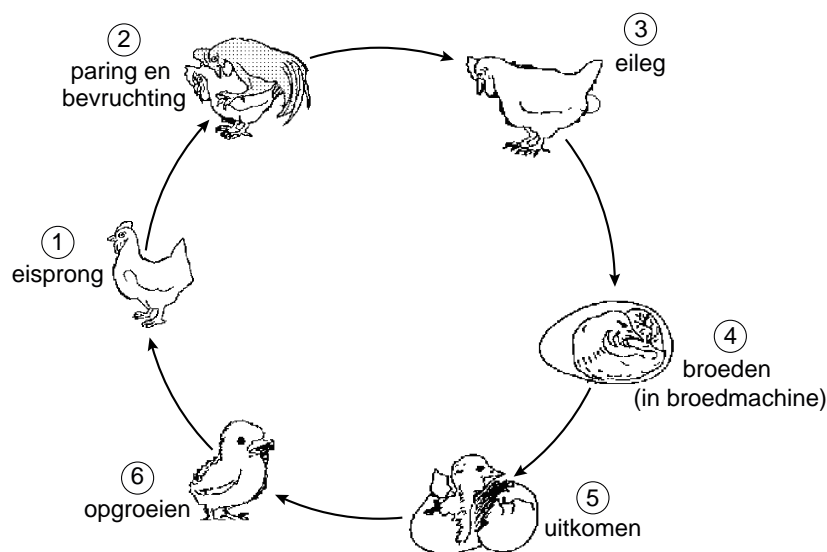 ① eisprong
② paring en
bevruchting
③ eileg
④ broeden
(in broedmachine)
⑤ uitkomen
⑥ opgroeien